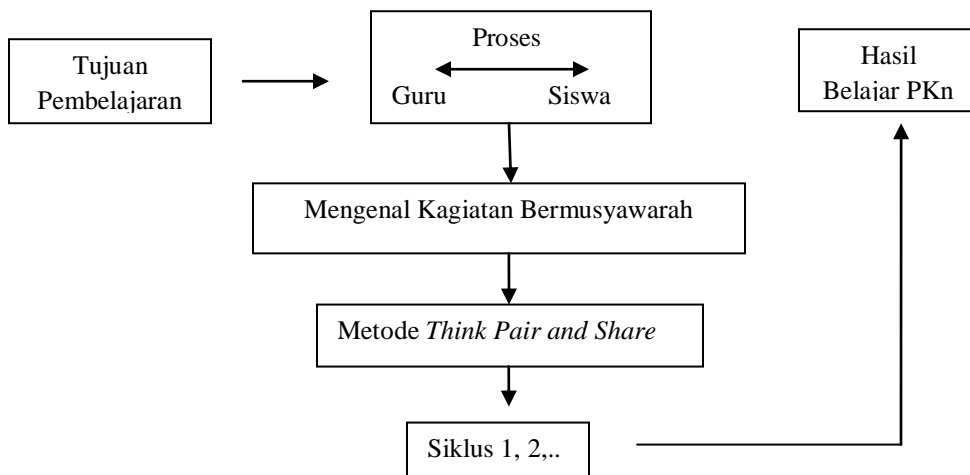 Tujuan
Pembelajaran
Proses
Guru Siswa
Hasil
Belajar PKn
Mengenal Kagiatan Bermusyawarah
Metode Think Pair and Share
Siklus 1, 2,..